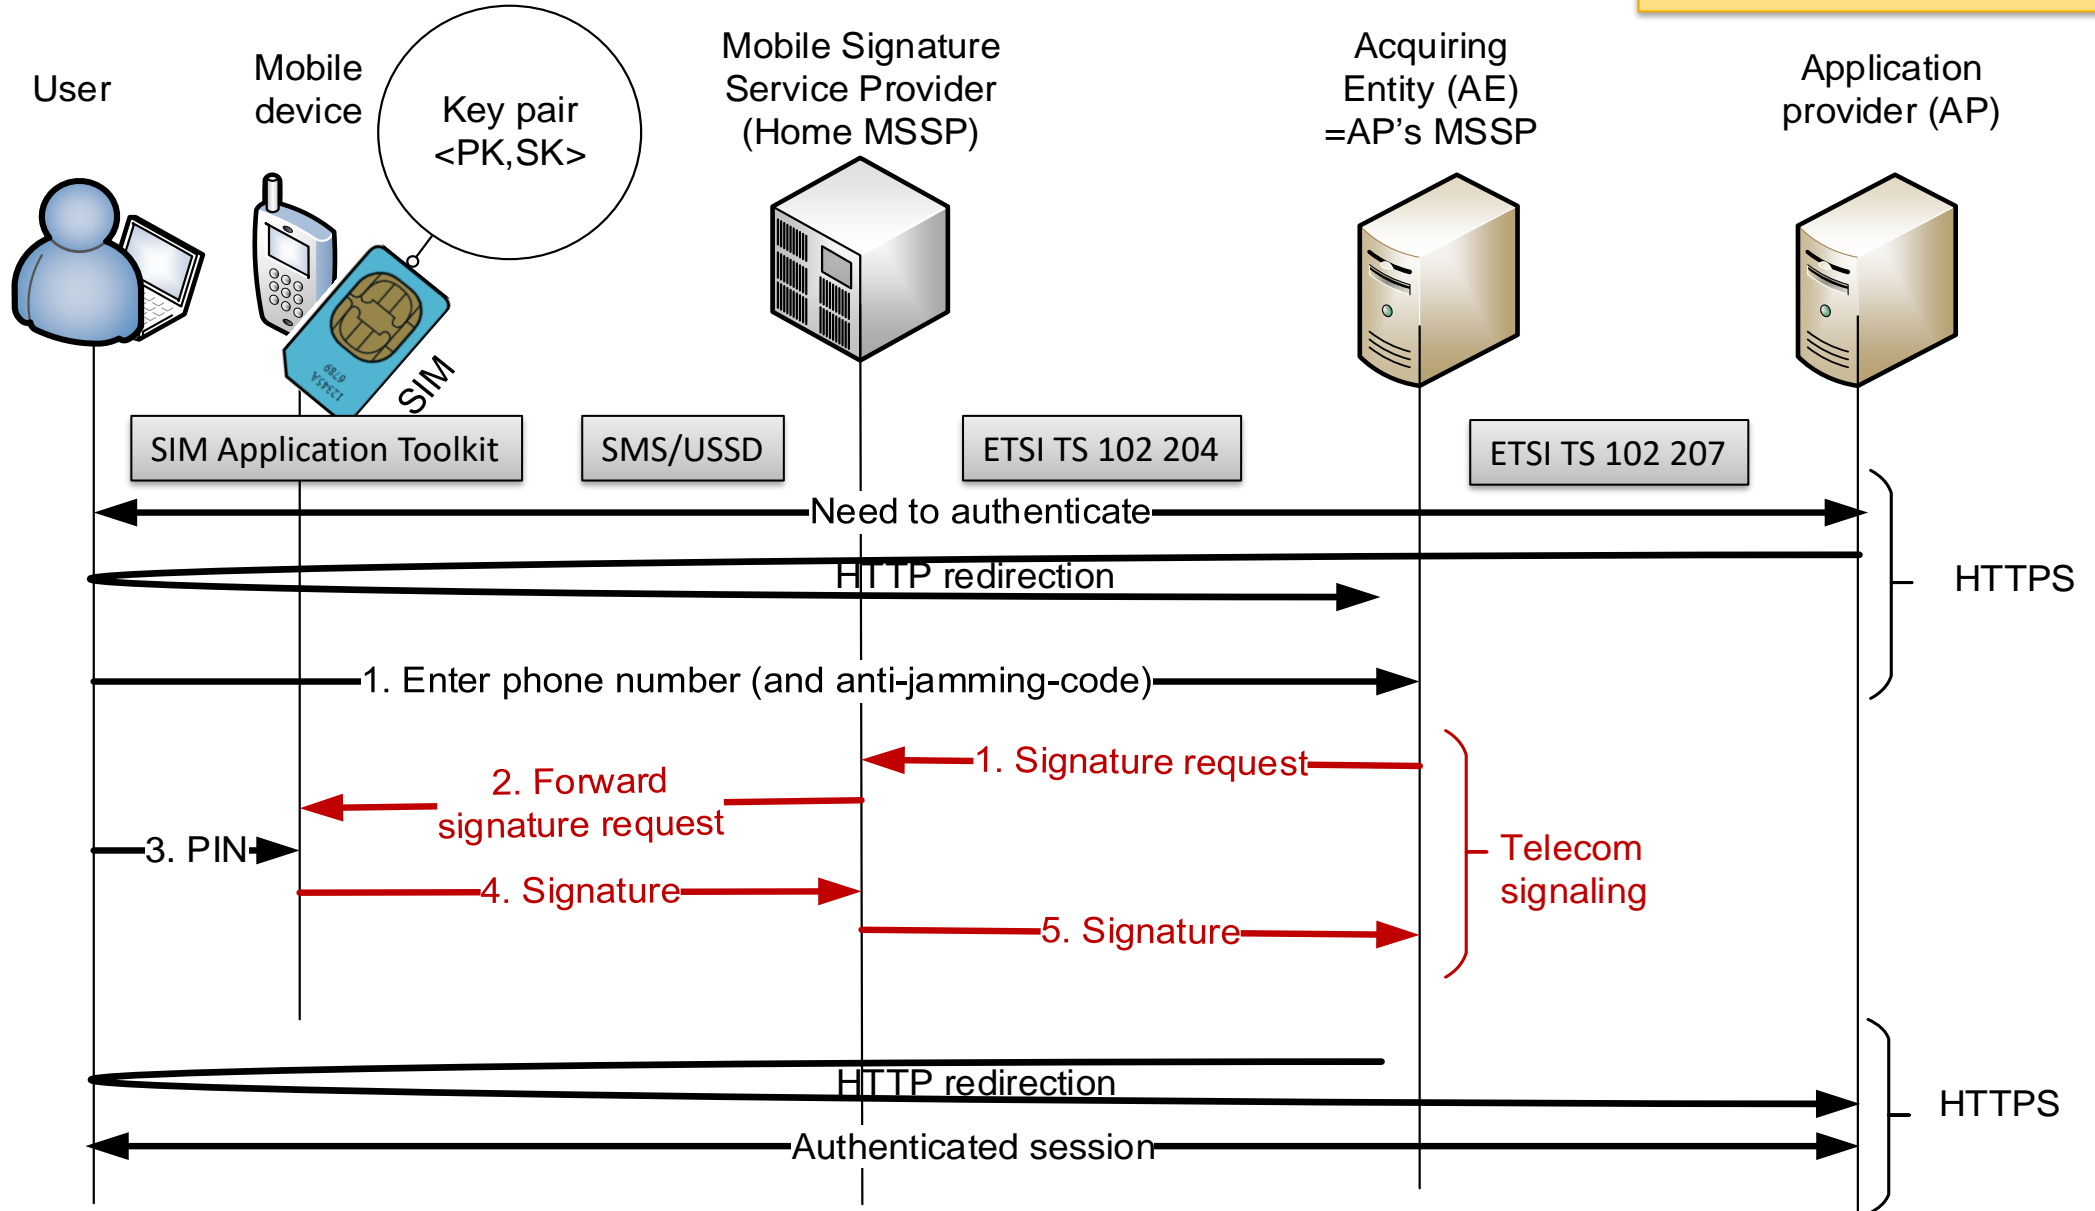 User
Mobile
device
Key pair
<PK,SK>
Mobile Signature
Service Provider
(Home MSSP)
Acquiring
Entity (AE)
=AP's MSSP
Application
provider (AP)
12345A
6789
SIM
SIM Application Toolkit
SMS/USSD
ETSI TS 102 204
ETSI TS 102 207
Need to authenticate
HTTP redirection
HTTPS
1. Enter phone number (and anti-jamming-code)
1. Signature request
2. Forward
signature request
3. PIN
Telecom
signaling
4. Signature
5. Signature
HTTP redirection
HTTPS
Authenticated session